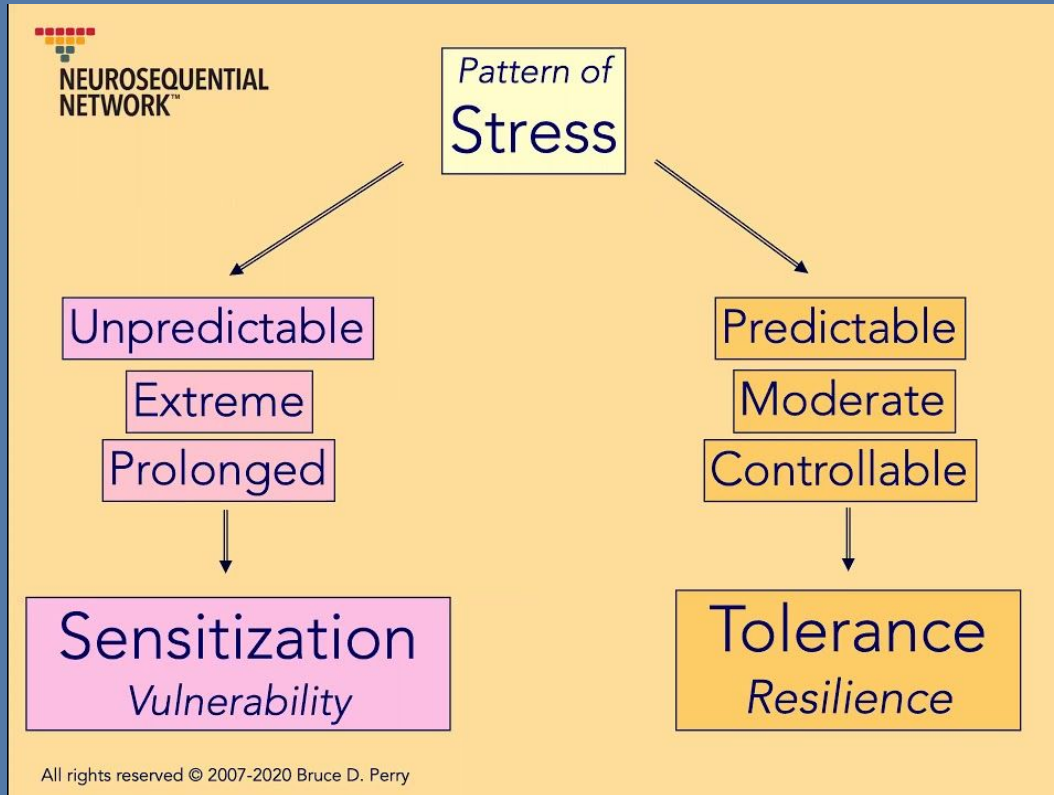 NEUROSEQUENTIAL
NETWORK™
Pattern of
Stress
Unpredictable
Extreme
Prolonged
Sensitization
Vulnerability
Predictable
Moderate
Controllable
Tolerance
Resilience
All rights reserved © 2007-2020 Bruce D. Perry